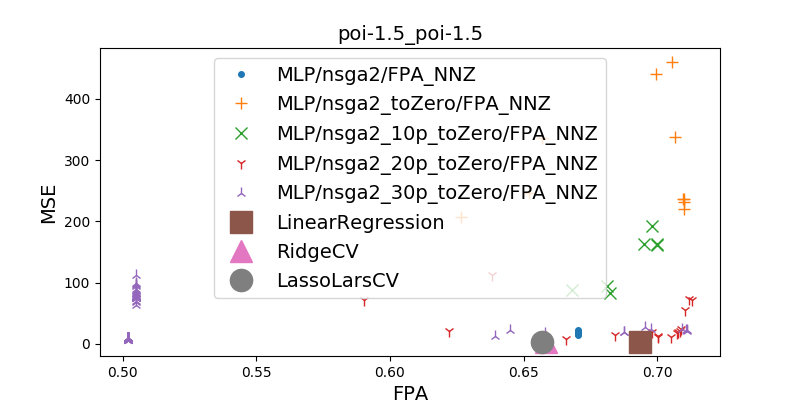 poi-1.5_poi-1.5
MLP/nsga2/FPA_NNZ
MLP/nsga2_toZero/FPA_NNZ
MLP/nsga2_10p_toZero/FPA_NNZ
MLP/nsga2_20p_toZero/FPA_NNZ
MLP/nsga2_30p_toZero/FPA_NNZ
LinearRegression
RidgeCV
LassoLarsCV
MSE
400
300
200
100
0
0.50 0.55 0.60 0.65 0.70
FPA